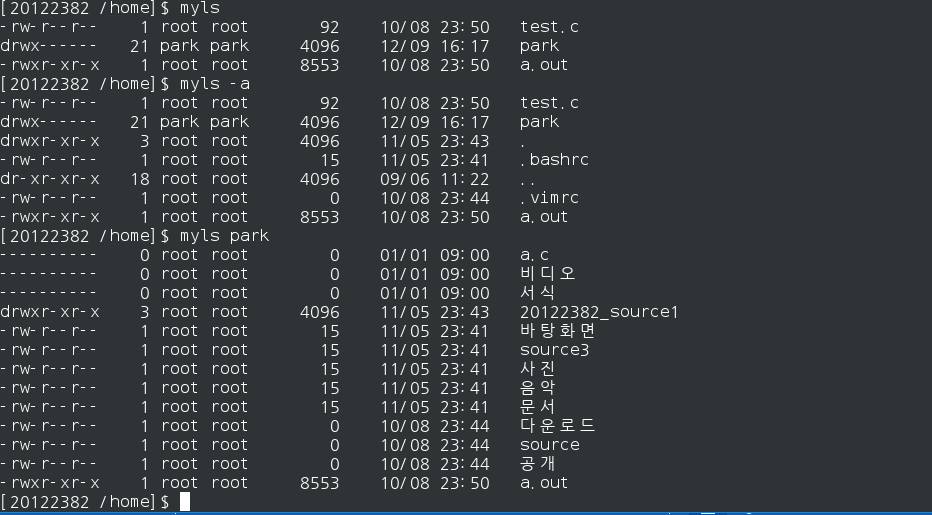 [20122382 /home]$ myls
-rw-r--r-- 1 root root 92 10/08 23:50 test.c
drwx------ 21 park park 4096 12/09 16:17 park
-rwxr-xr-x 1 root root 8553 10/08 23:50 a.out
[20122382 /home]$ myls -a
-rw-r--r-- 1 root root 92 10/08 23:50 test.c
drwx------ 21 park park 4096 12/09 16:17 park
drwxr-xr-x 3 root root 4096 11/05 23:43 .
-rw-r--r-- 1 root root 15 11/05 23:41 .bashrc
dr-xr-xr-x 18 root root 4096 09/06 11:22 ..
-rw-r--r-- 1 root root 0 10/08 23:44 .vimrc
-rwxr-xr-x 1 root root 8553 10/08 23:50 a.out
[20122382 /home]$ myls park
---------- 0 root root 0 01/01 09:00 a.c
---------- 0 root root 0 01/01 09:00 비디오
---------- 0 root root 0 01/01 09:00 서식
drwxr-xr-x 3 root root 4096 11/05 23:43 20122382_source1
-rw-r--r-- 1 root root 15 11/05 23:41 바탕화면
-rw-r--r-- 1 root root 15 11/05 23:41 source3
-rw-r--r-- 1 root root 15 11/05 23:41 사진
-rw-r--r-- 1 root root 15 11/05 23:41 음악
-rw-r--r-- 1 root root 15 11/05 23:41 문서
-rw-r--r-- 1 root root 0 10/08 23:44 다운로드
-rw-r--r-- 1 root root 0 10/08 23:44 source
-rw-r--r-- 1 root root 0 10/08 23:44 공개
-rwxr-xr-x 1 root root 8553 10/08 23:50 a.out
[20122382 /home]$